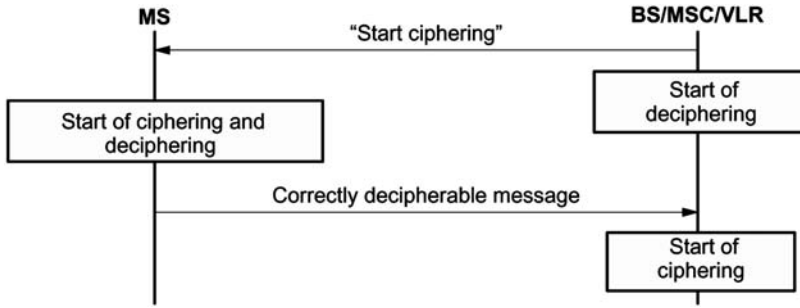 MS
BS/MSC/VLR
“Start ciphering”
Start of
deciphering
Start of ciphering and
deciphering
Correctly decipherable message
Start of
ciphering